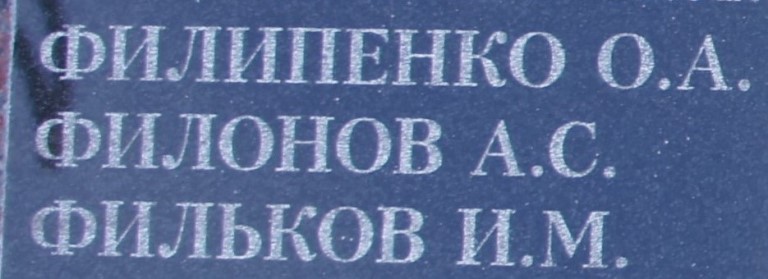 ФИЛИПЕНКО О.А.
ФИЛОНОВ А.С.
ФИЛЬКОВ И.М.